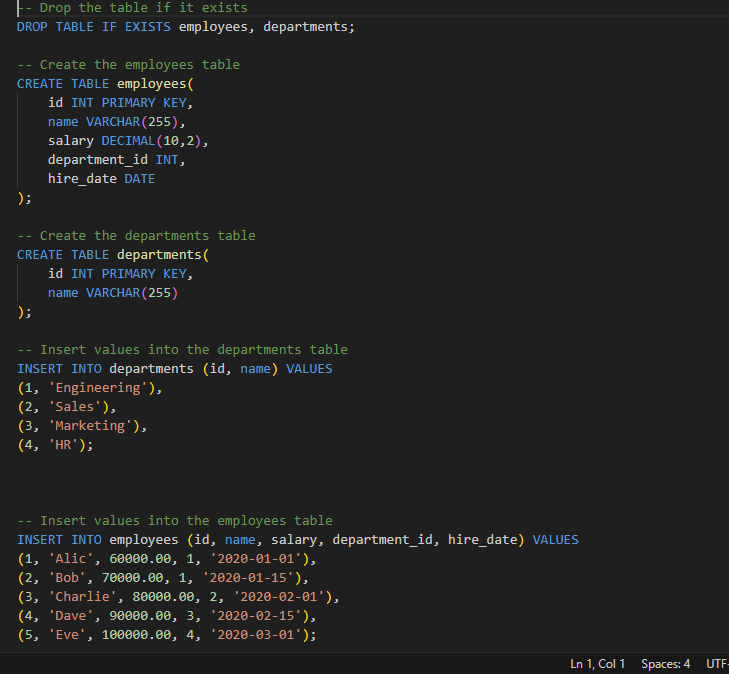 -- Drop the table if it exists
DROP TABLE IF EXISTS employees, departments;
-- Create the employees table
CREATE TABLE employees(
    id INT PRIMARY KEY,
    name VARCHAR(255),
    salary DECIMAL(10,2),
    department_id INT,
    hire_date DATE
);
-- Create the departments table
CREATE TABLE departments(
    id INT PRIMARY KEY,
    name VARCHAR(255)
);
-- Insert values into the departments table
INSERT INTO departments (id, name) VALUES
(1, 'Engineering'),
(2, 'Sales'),
(3, 'Marketing'),
(4, 'HR');
-- Insert values into the employees table
INSERT INTO employees (id, name, salary, department_id, hire_date) VALUES
(1, 'Alic', 60000.00, 1, '2020-01-01'),
(2, 'Bob', 70000.00, 1, '2020-01-15'),
(3, 'Charlie', 80000.00, 2, '2020-02-01'),
(4, 'Dave', 90000.00, 3, '2020-02-15'),
(5, 'Eve', 100000.00, 4, '2020-03-01');
Ln 1, Col 1 Spaces: 4 UTF-